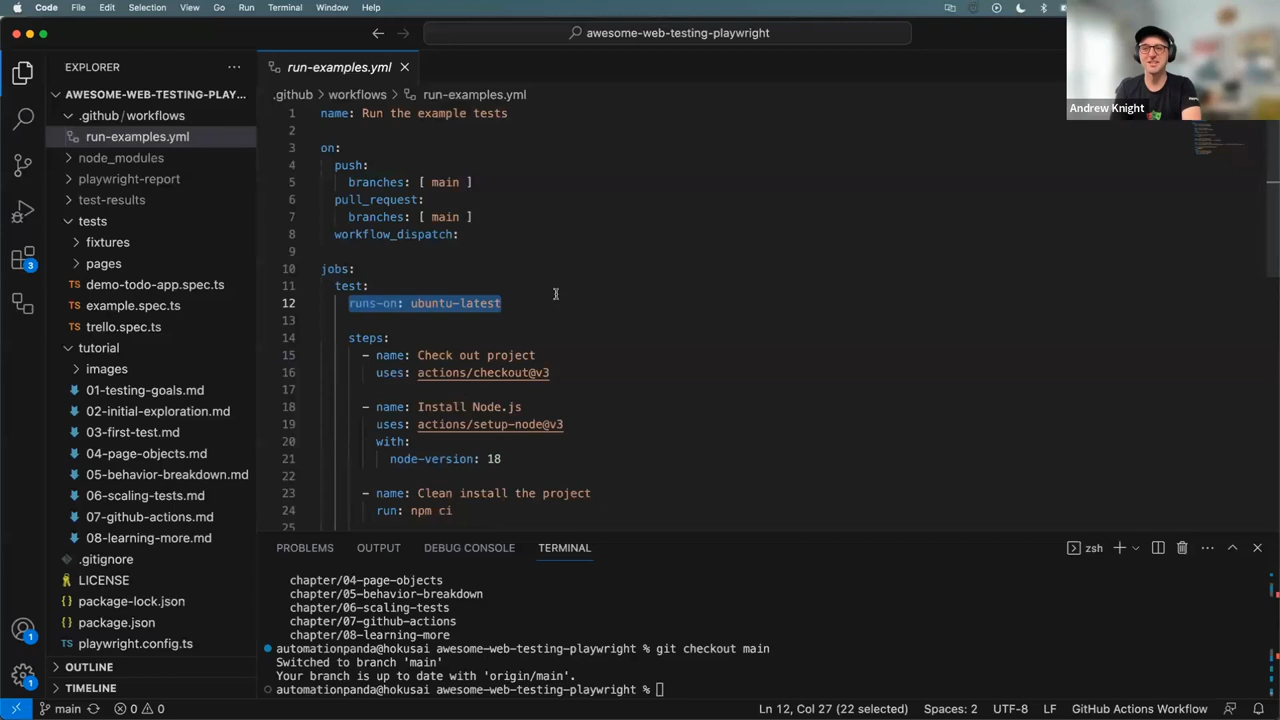 Code File Edit Selection View Go Run Terminal Window Help
awesome-web-testing-playwright
Andrew Knight
EXPLORER
AWESOME-WEB-TESTING-PLAY...
.github/workflows
run-examples.yml
node_modules
playwright-report
test-results
tests
fixtures
pages
TS demo-todo-app.spec.ts
TS example.spec.ts
TS trello.spec.ts
tutorial
images
01-testing-goals.md
02-initial-exploration.md
03-first-test.md
04-page-objects.md
05-behavior-breakdown.md
06-scaling-tests.md
07-github-actions.md
08-learning-more.md
.gitignore
LICENSE
{} package-lock.json
{} package.json
TS playwright.config.ts
OUTLINE
TIMELINE
3
1
1
run-examples.yml
.github > workflows > run-examples.yml
1 name: Run the example tests
2
3 on:
4 push:
5 branches: [ main ]
6 pull_request:
7 branches: [ main ]
8 workflow_dispatch:
9
10 jobs:
11 test:
12 runs-on: ubuntu-latest
13
14 steps:
15 - name: Check out project
16 uses: actions/checkout@v3
17
18 - name: Install Node.js
19 uses: actions/setup-node@v3
20 with:
21 node-version: 18
22
23 - name: Clean install the project
24 run: npm ci
25
PROBLEMS OUTPUT DEBUG CONSOLE TERMINAL
zsh
chapter/04-page-objects
chapter/05-behavior-breakdown
chapter/06-scaling-tests
chapter/07-github-actions
chapter/08-learning-more
automationpanda@hokusai awesome-web-testing-playwright % git checkout main
Switched to branch 'main'
Your branch is up to date with 'origin/main'.
automationpanda@hokusai awesome-web-testing-playwright %
main 0 0 Ln 12, Col 27 (22 selected) Spaces: 2 UTF-8 LF GitHub Actions Workflow